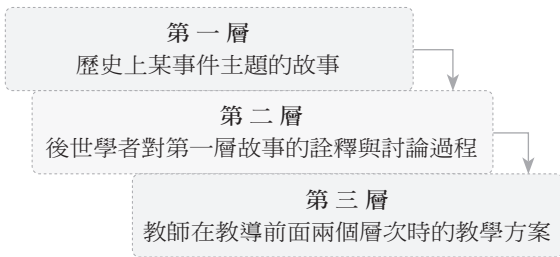 第一層
歷史上某事件主題的故事
第二層
後世學者對第一層故事的詮釋與討論過程
第三層
教師在教導前面兩個層次時的教學方案